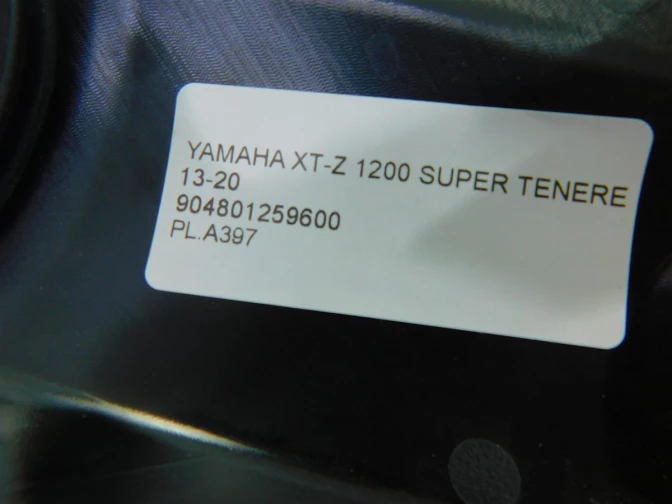 YAMAHA XT-Z 1200 SUPER TENERE
13-20
904801259600
PL.A397